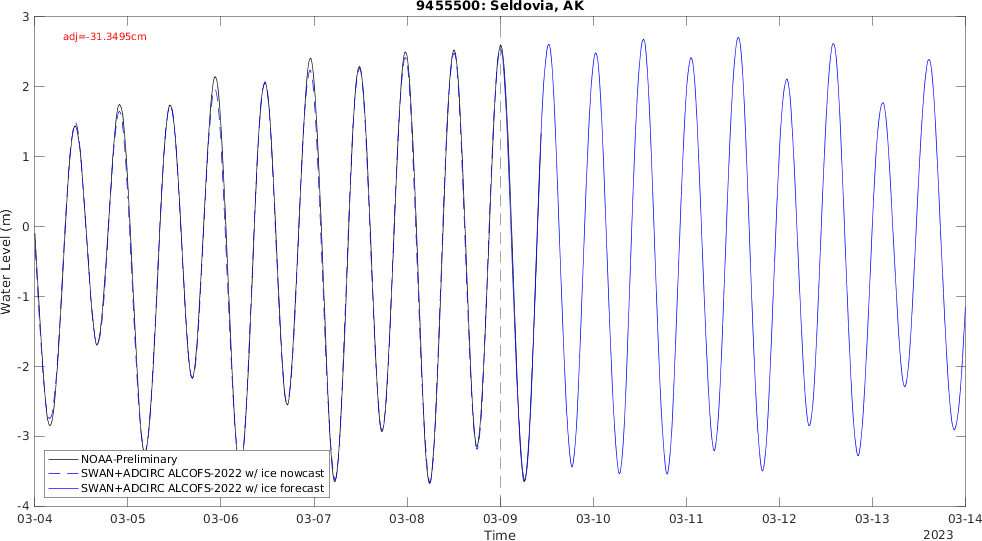 9455500: Seldovia, AK
adj=-31.3495cm
3
2
1
0
-1
-2
-3
-4
Water Level (m)
NOAA-Preliminary
SWAN+ADCIRC ALCOFS-2022 w/ ice nowcast
SWAN+ADCIRC ALCOFS-2022 w/ ice forecast
03-04 03-05 03-06 03-07 03-08 03-09 03-10 03-11 03-12 03-13 03-14
Time
2023